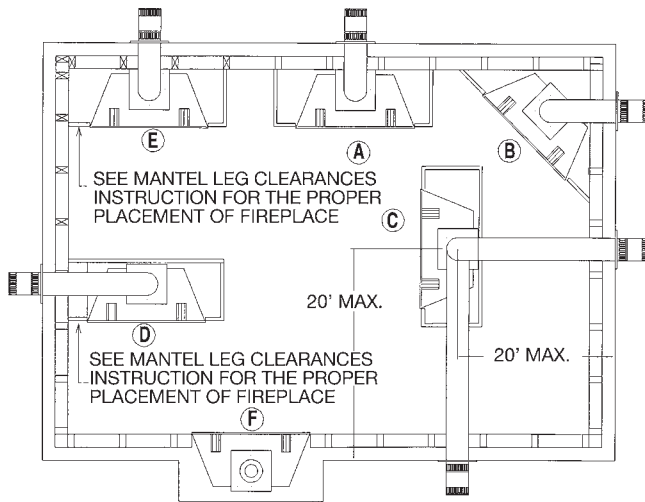 E
A
B
SEE MANTEL LEG CLEARANCES
INSTRUCTION FOR THE PROPER
PLACEMENT OF FIREPLACE
C
20' MAX.
D
20' MAX.
SEE MANTEL LEG CLEARANCES
INSTRUCTION FOR THE PROPER
PLACEMENT OF FIREPLACE
F